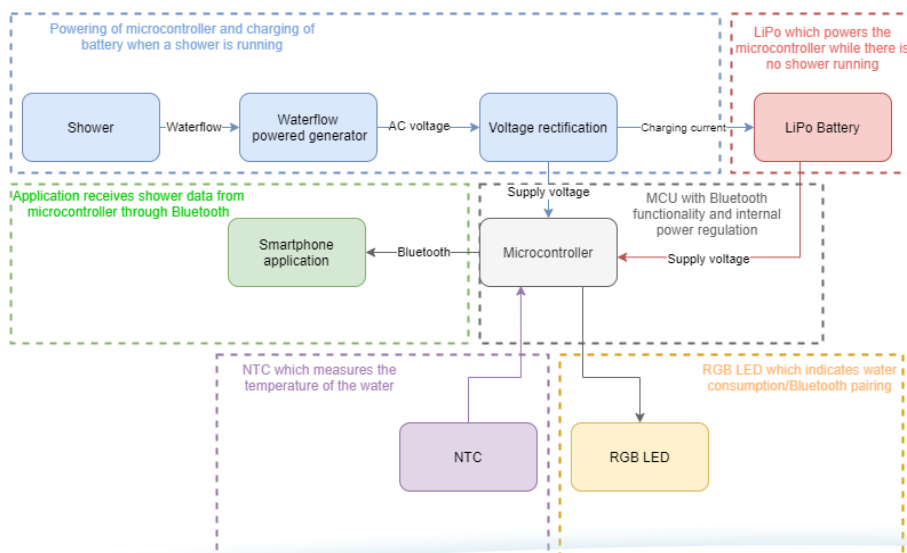 Powering of microcontroller and charging of
battery when a shower is running
LiPo which powers the
microcontroller while there is
no shower running
Shower
Waterflow
Waterflow
powered generator
AC voltage
Voltage rectification
Charging current
LiPo Battery
Supply voltage
Application receives shower data from
microcontroller through Bluetooth
MCU with Bluetooth
functionality and internal
power regulation
Smartphone
application
Bluetooth
Microcontroller
Supply voltage
NTC which measures the
temperature of the water
RGB LED which indicates water
consumption/Bluetooth pairing
NTC
RGB LED